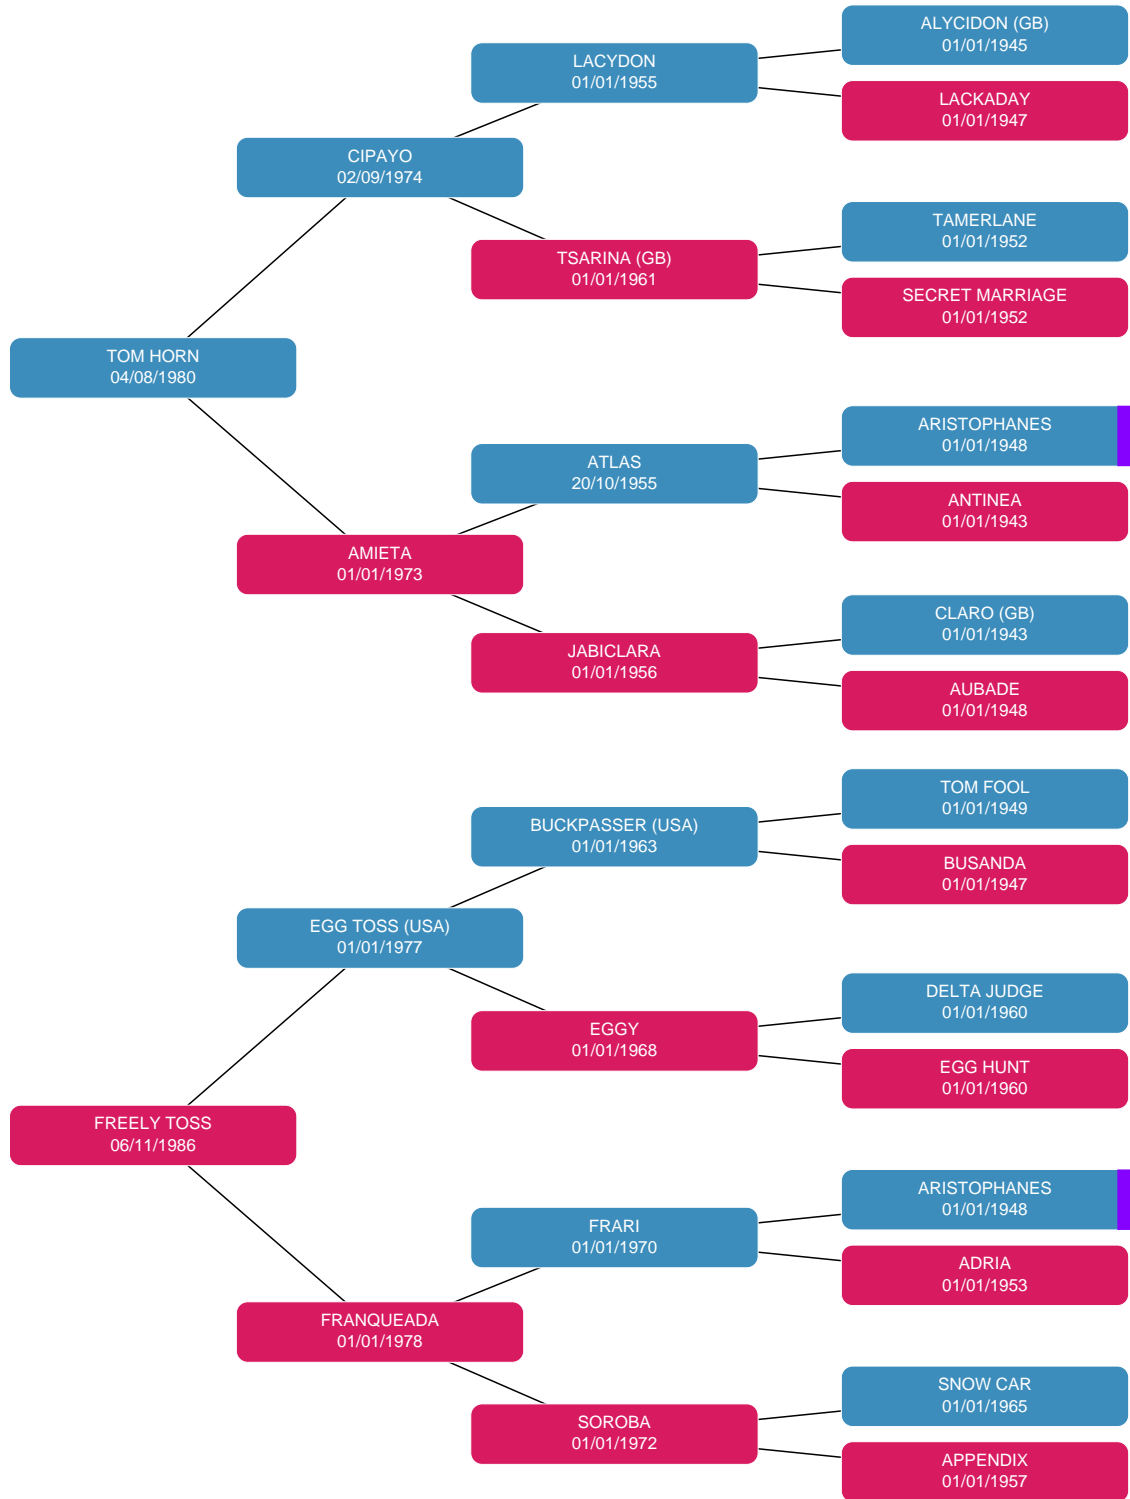 ALYCIDON (GB)
01/01/1945
LACYDON
01/01/1955
LACKADAY
01/01/1947
CIPAYO
02/09/1974
TAMERLANE
01/01/1952
TSARINA (GB)
01/01/1961
SECRET MARRIAGE
01/01/1952
TOM HORN
04/08/1980
ARISTOPHANES
01/01/1948
ATLAS
20/10/1955
ANTINEA
01/01/1943
AMIETA
01/01/1973
CLARO (GB)
01/01/1943
JABICLARA
01/01/1956
AUBADE
01/01/1948
TOM FOOL
01/01/1949
BUCKPASSER (USA)
01/01/1963
BUSANDA
01/01/1947
EGG TOSS (USA)
01/01/1977
DELTA JUDGE
01/01/1960
EGGY
01/01/1968
EGG HUNT
01/01/1960
FREELY TOSS
06/11/1986
ARISTOPHANES
01/01/1948
FRARI
01/01/1970
ADRIA
01/01/1953
FRANQUEADA
01/01/1978
SNOW CAR
01/01/1965
SOROBA
01/01/1972
APPENDIX
01/01/1957